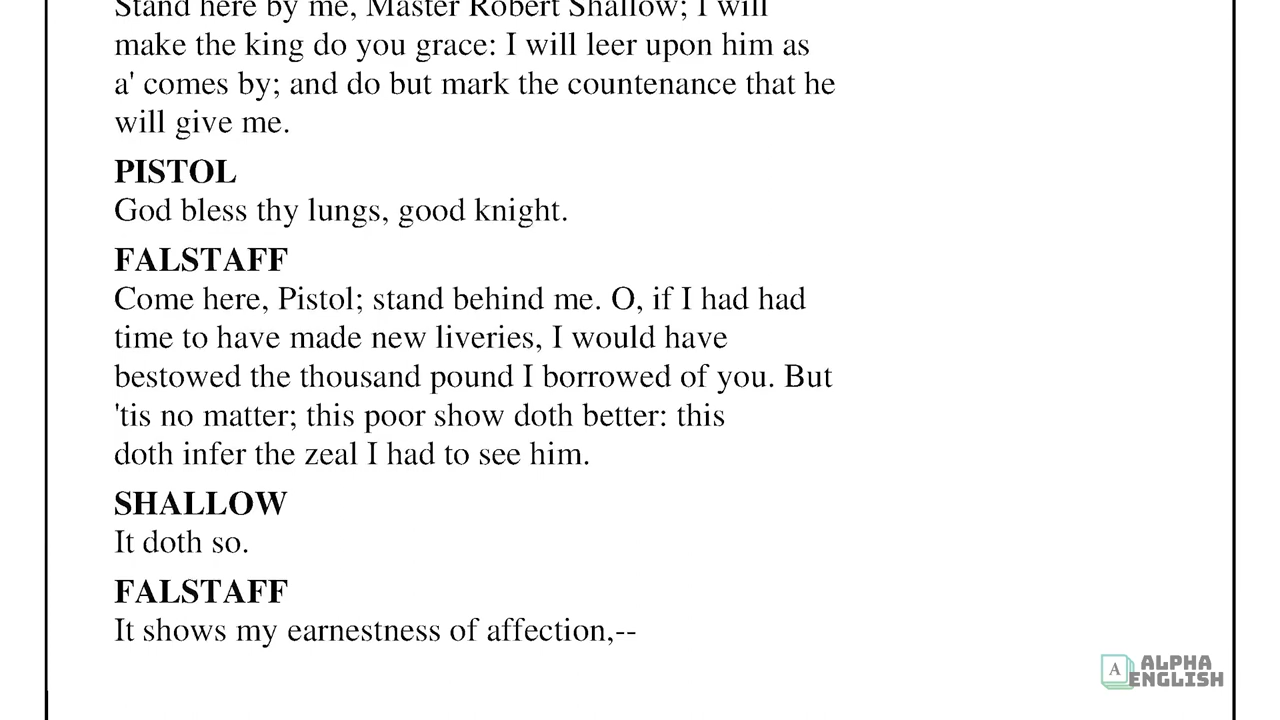 Stand here by me, Master Robert Shallow; I will
make the king do you grace: I will leer upon him as
a' comes by; and do but mark the countenance that he
will give me.
PISTOL
God bless thy lungs, good knight.
FALSTAFF
Come here, Pistol; stand behind me. O, if I had had
time to have made new liveries, I would have
bestowed the thousand pound I borrowed of you. But
'tis no matter; this poor show doth better: this
doth infer the zeal I had to see him.
SHALLOW
It doth so.
FALSTAFF
It shows my earnestness of affection,--
A ALPHA
ENGLISH